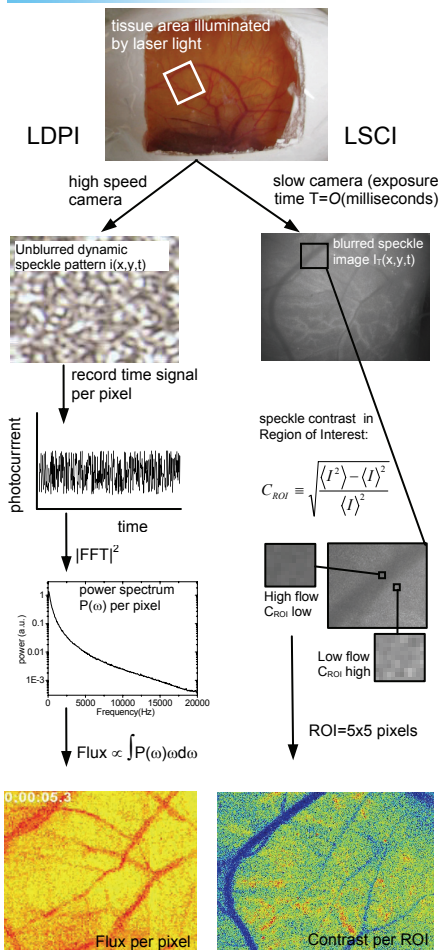 tissue area illuminated
by laser light
LDPI
LSCI
high speed
camera
slow camera (exposure
time T=O(milliseconds)
Unblurred dynamic
speckle pattern i(x,y,t)
blurred speckle
image I_T(x,y,t)
record time signal
per pixel
photocurrrent
time
|FFT|²
power spectrum
P(ω) per pixel
power (a.u.)
1
0.1
0.01
1E-3
0 5000 10000 15000 20000
Frequency(Hz)
Flux ∝ ∫P(ω)ωdω
0:00:05.3
Flux per pixel
speckle contrast in
Region of Interest:
C_ROI ≡ √((⟨I²⟩ − ⟨I⟩²) / ⟨I⟩²)
High flow
C_ROI low
Low flow
C_ROI high
ROI=5x5 pixels
Contrast per ROI